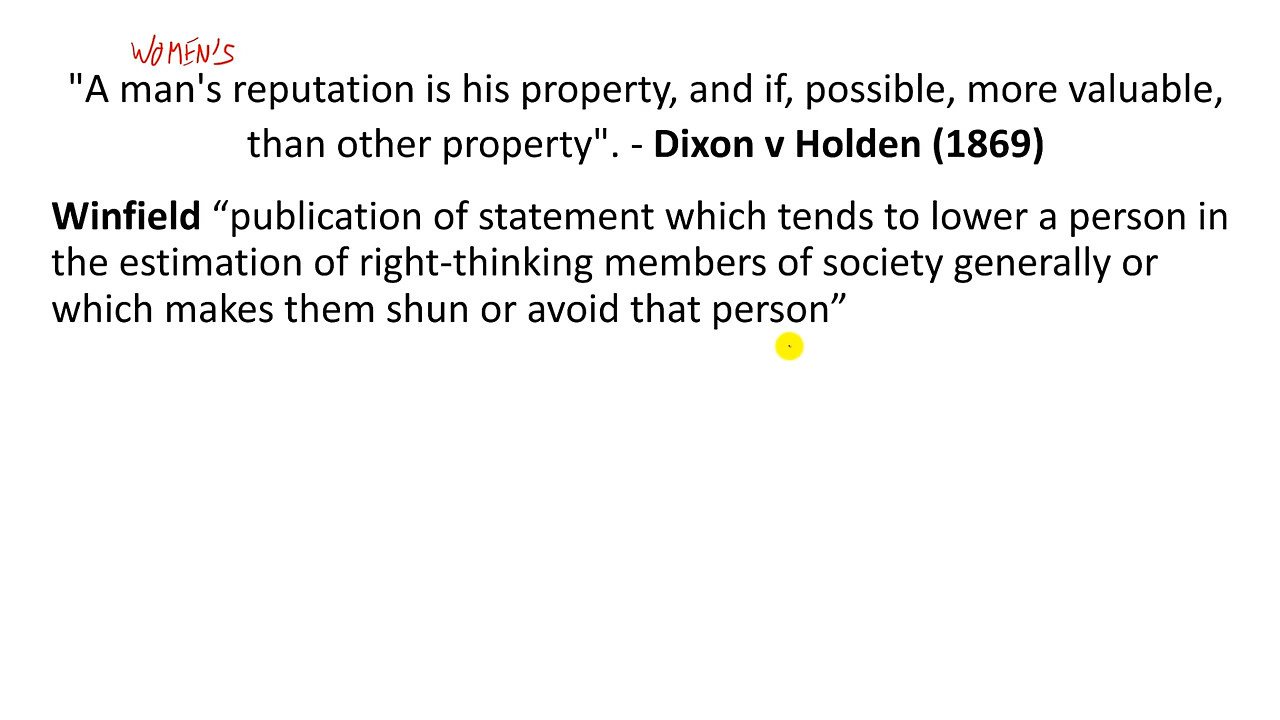 WOMEN'S
"A man's reputation is his property, and if, possible, more valuable,
than other property". - Dixon v Holden (1869)
Winfield “publication of statement which tends to lower a person in
the estimation of right-thinking members of society generally or
which makes them shun or avoid that person”